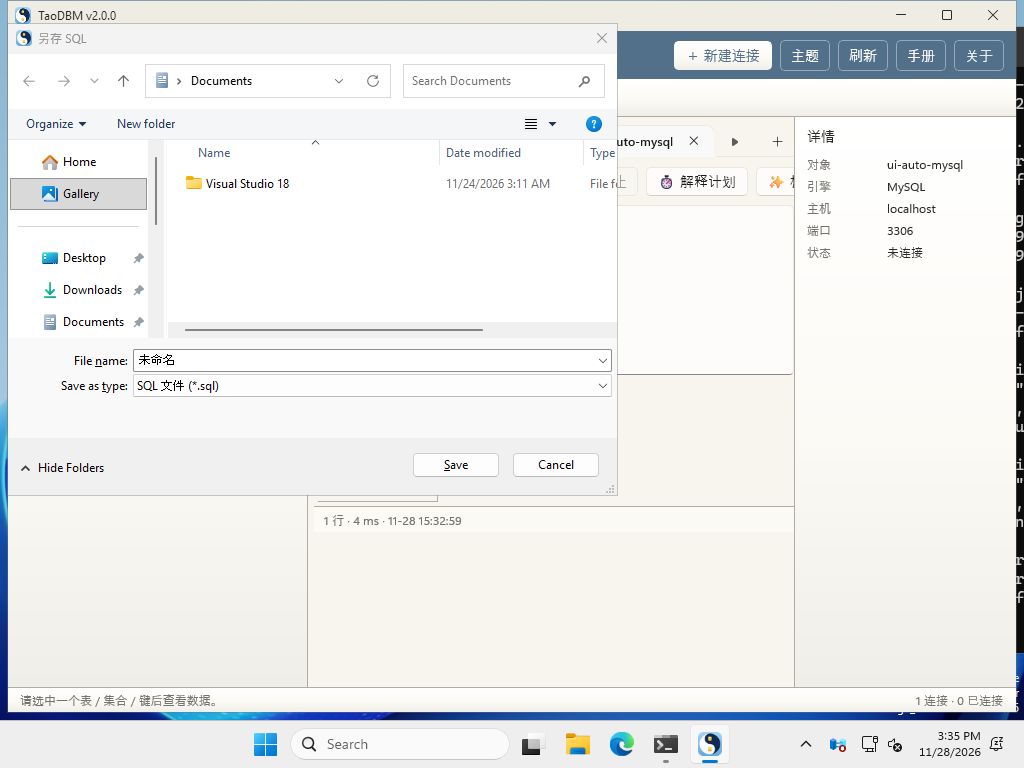 TaoDBM v2.0.0
另存 SQL
+ 新建连接
主题
刷新
手册
关于
Documents
Search Documents
Organize
New folder
Home
Gallery
Desktop
Downloads
Documents
Name
Date modified
Type
Visual Studio 18
11/24/2026 3:11 AM
File
File name:
未命名
Save as type:
SQL 文件 (*.sql)
Hide Folders
Save
Cancel
uto-mysql
解释计划
1 行 · 4 ms · 11-28 15:32:59
详情
对象 ui-auto-mysql
引擎 MySQL
主机 localhost
端口 3306
状态 未连接
请选中一个表 / 集合 / 键后查看数据。
1 连接 · 0 已连接
Search
3:35 PM
11/28/2026